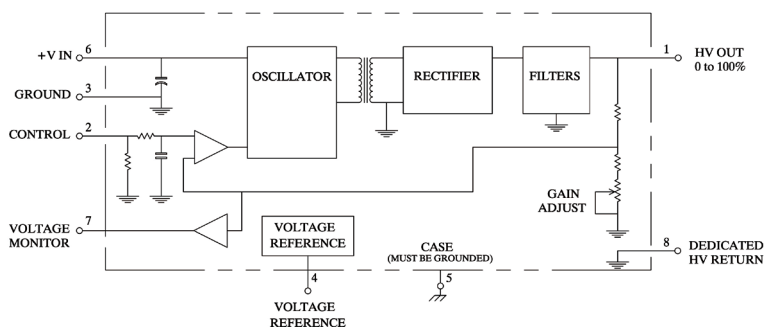 +V IN
6
GROUND
3
CONTROL
2
VOLTAGE
MONITOR
7
OSCILLATOR
RECTIFIER
FILTERS
1
HV OUT
0 to 100%
GAIN
ADJUST
VOLTAGE
REFERENCE
4
VOLTAGE
REFERENCE
CASE
(MUST BE GROUNDED)
5
8
DEDICATED
HV RETURN